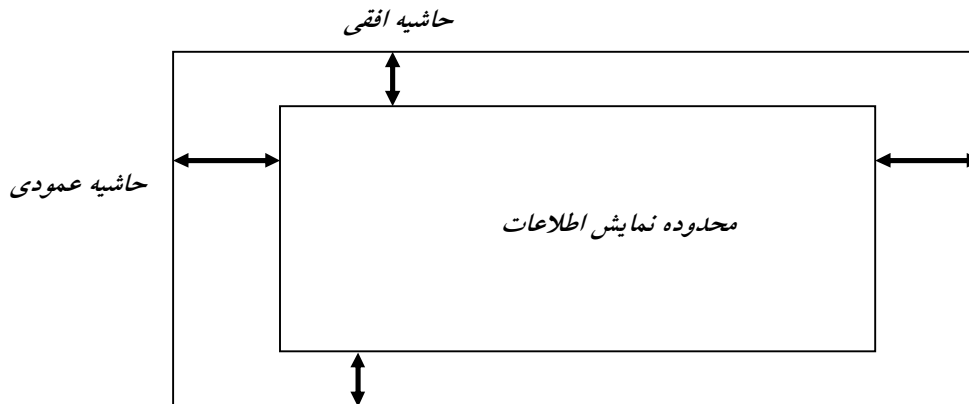 حاشیه افقی
حاشیه عمودی
محدوده نمایش اطلاعات